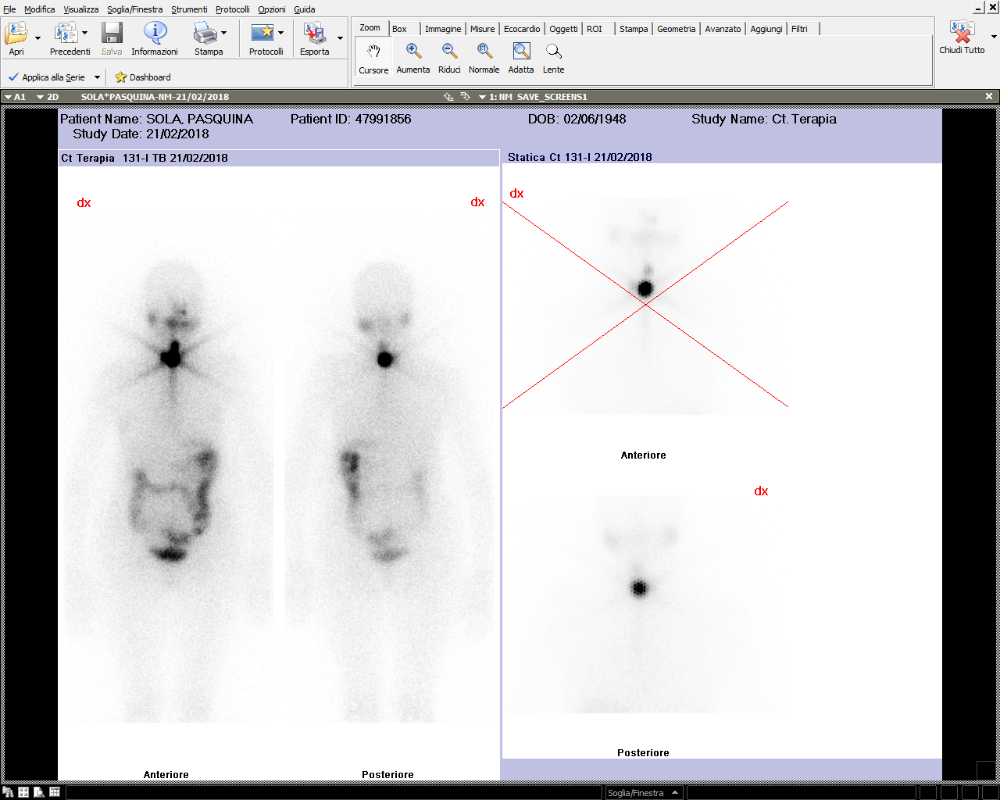 File Modifica Visualizza Soglia/Finestra Strumenti Protocolli Opzioni Guida
Zoom Box Immagine Misure Ecocardio Oggetti ROI Stampa Geometria Avanzato Aggiungi Filtri
Apri Precedenti Salva Informazioni Stampa Protocolli Esporta
Cursore Aumenta Riduci Normale Adatta Lente
Chiudi Tutto
Applica alla Serie Dashboard
A1 2D SOLA*PASQUINA-NM-21/02/2018 1: NM SAVE_SCREENS1
Patient Name: SOLA, PASQUINA Patient ID: 47991856 DOB: 02/06/1948 Study Name: Ct. Terapia
Study Date: 21/02/2018
Ct Terapia 131-I TB 21/02/2018
dx dx
Anteriore Posteriore
Statica Ct 131-I 21/02/2018
dx
Anteriore
dx
Posteriore
Soglia/Finestra